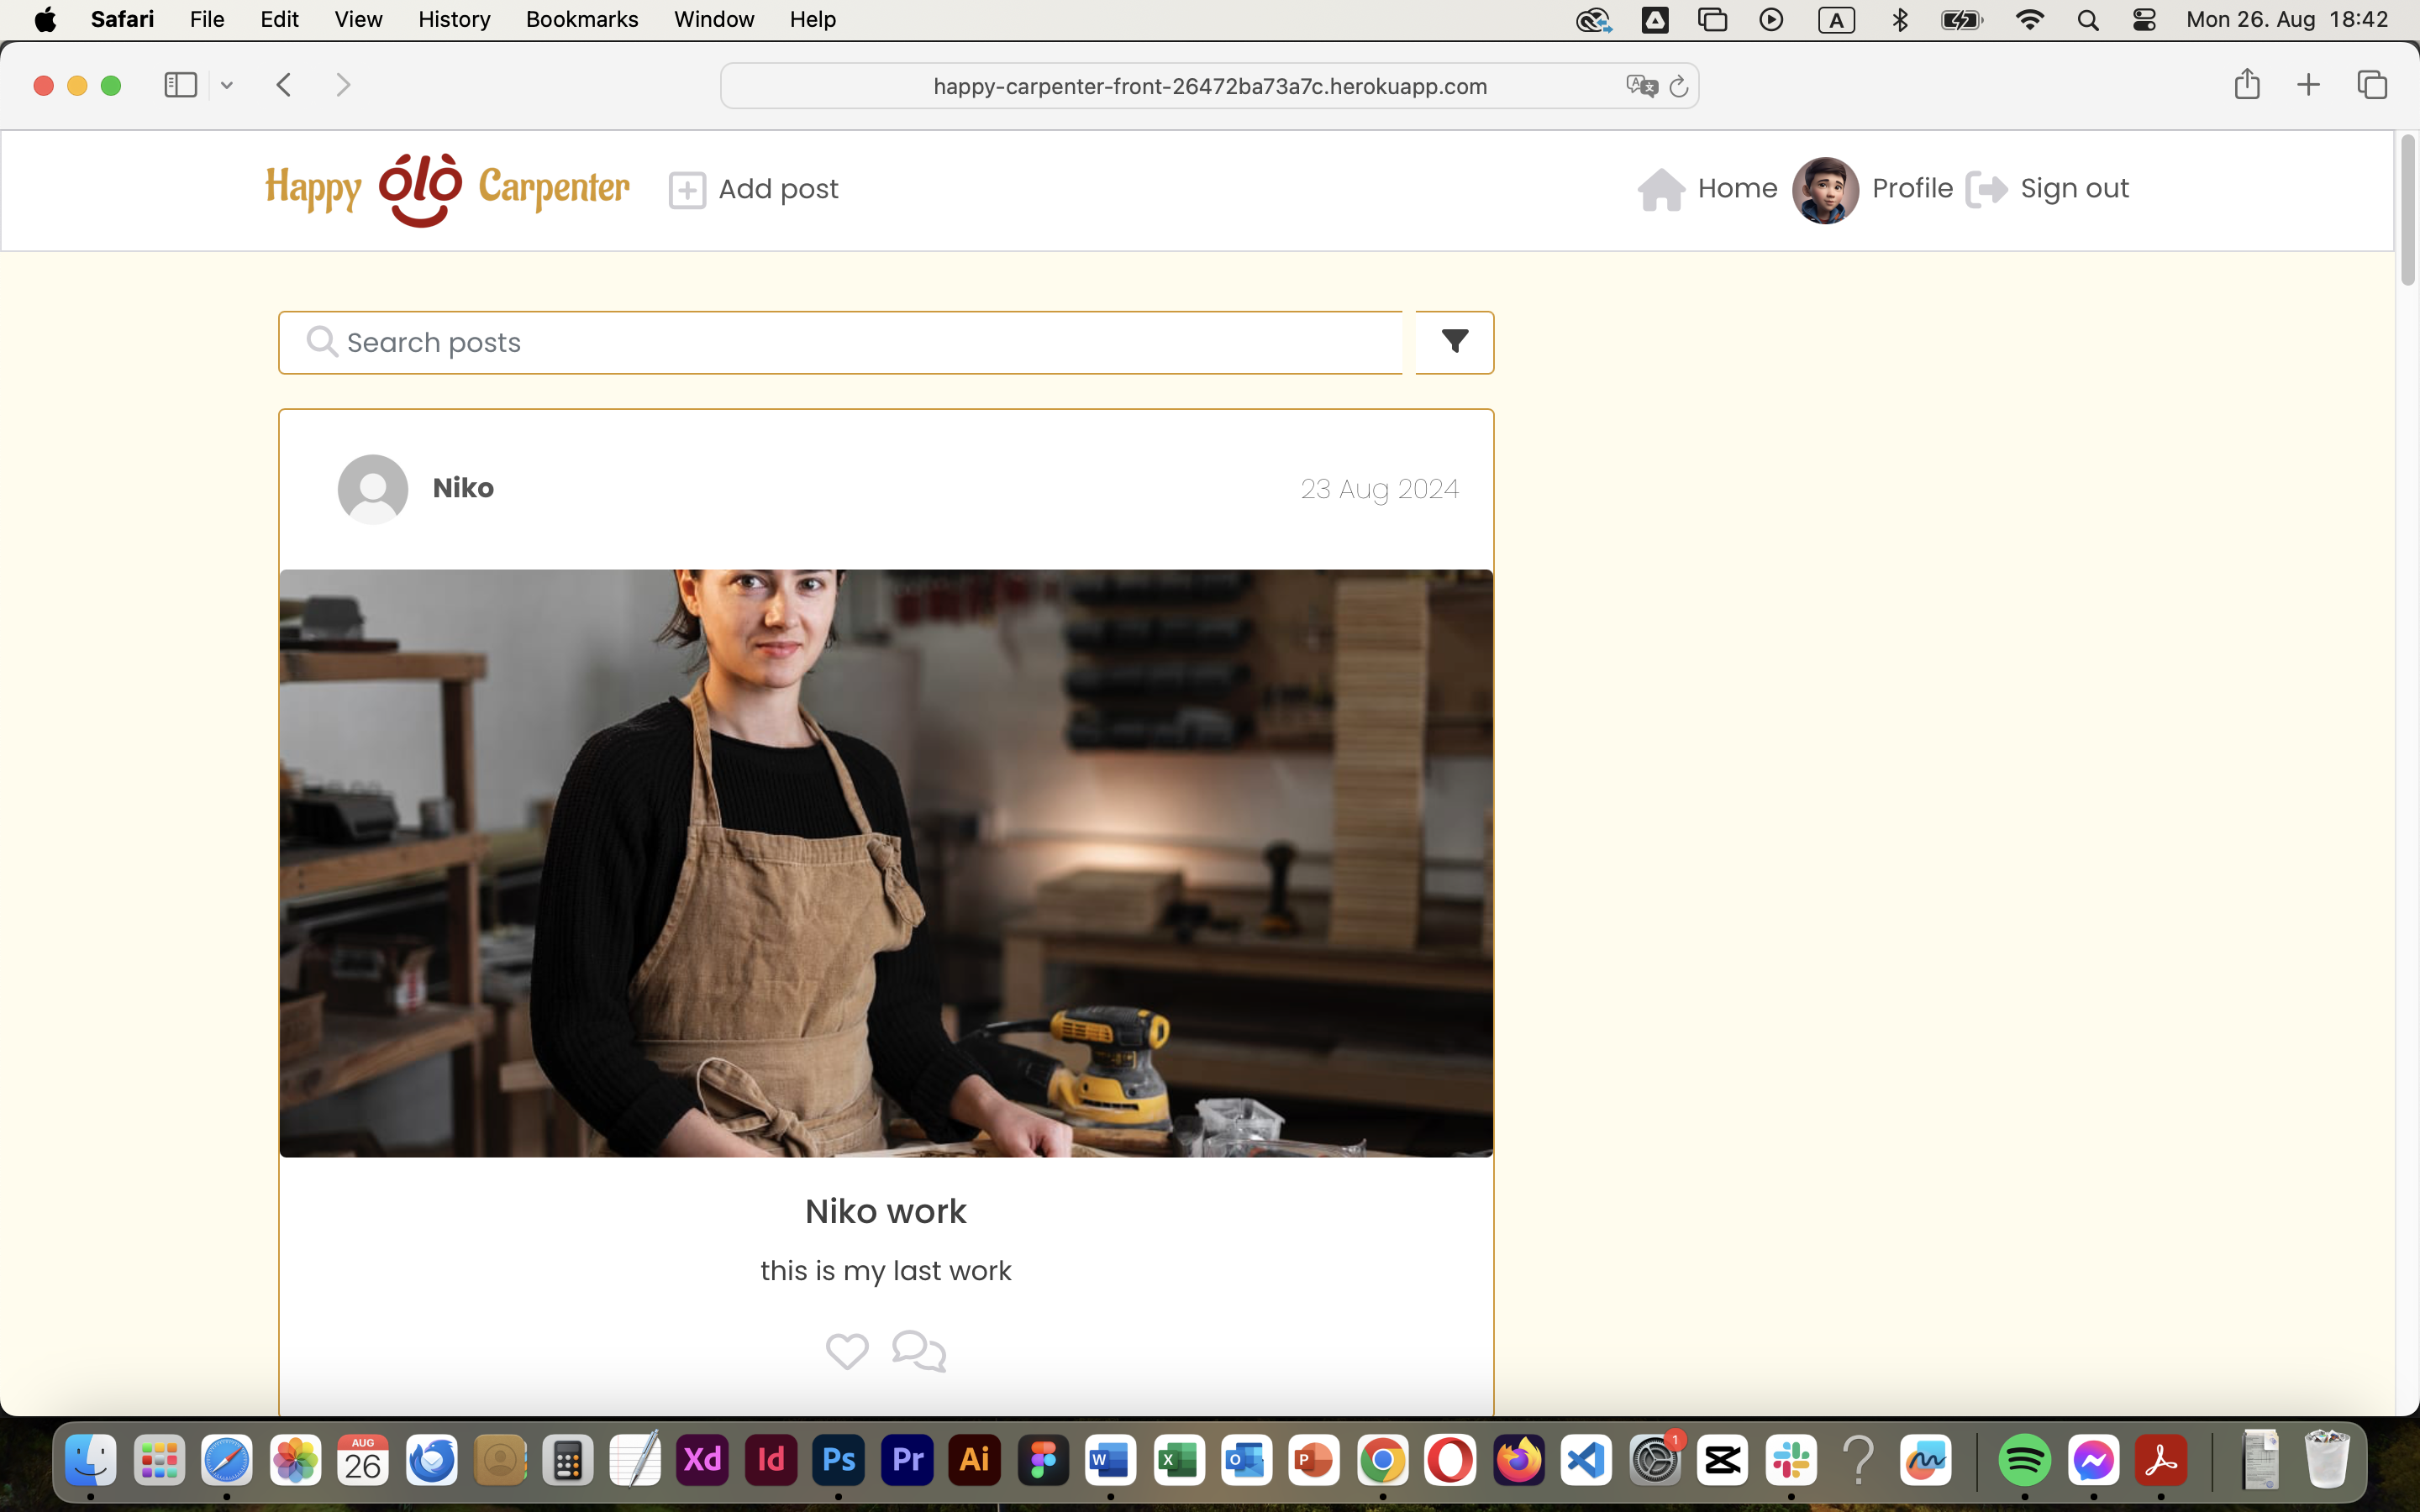 Safari File Edit View History Bookmarks Window Help A Mon 26. Aug 18:42
happy-carpenter-front-26472ba73a7c.herokuapp.com
Happy olo Carpenter Add post Home Profile Sign out
Search posts
Niko 23 Aug 2024
Niko work
this is my last work
AUG 1
26 Xd Id Ps Pr Ai W X O P